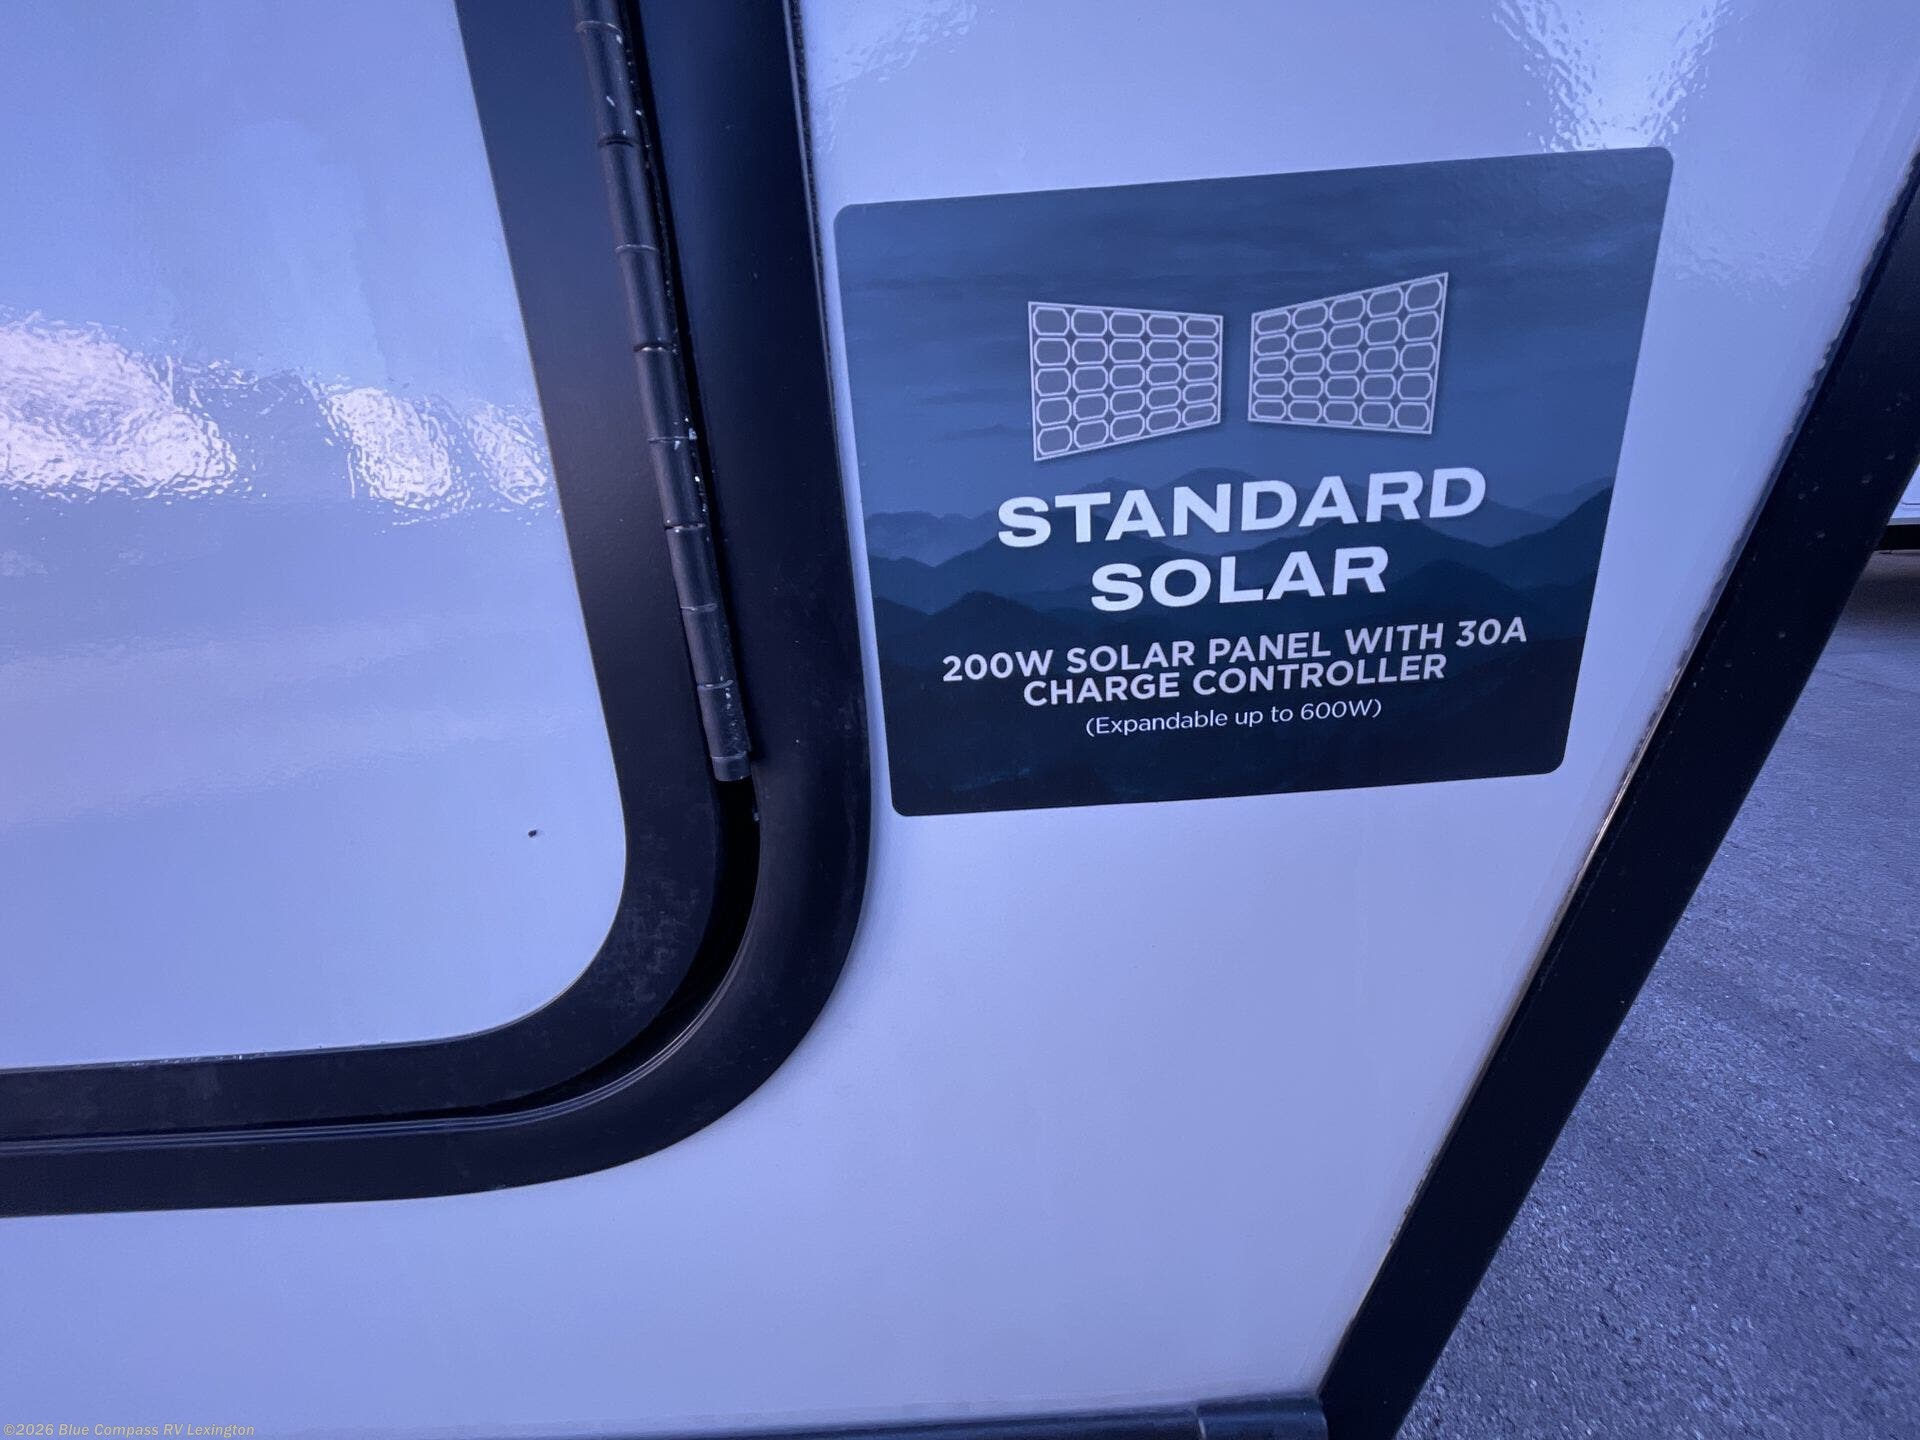 STANDARD
SOLAR
200W SOLAR PANEL WITH 30A
CHARGE CONTROLLER
(Expandable up to 600W)
©2026 Blue Compass RV Lexington